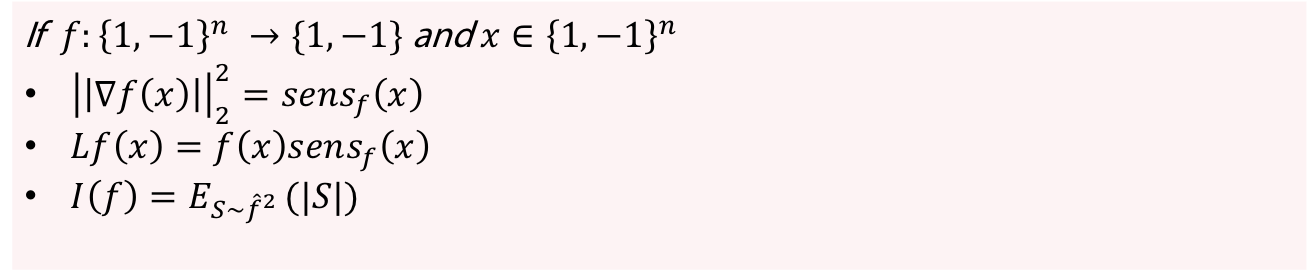 If f: {1, −1}ⁿ → {1, −1} and x ∈ {1, −1}ⁿ
• ||∇f(x)||₂² = sens_f(x)
• Lf(x) = f(x)sens_f(x)
• I(f) = E_{S∼f̂²}(|S|)